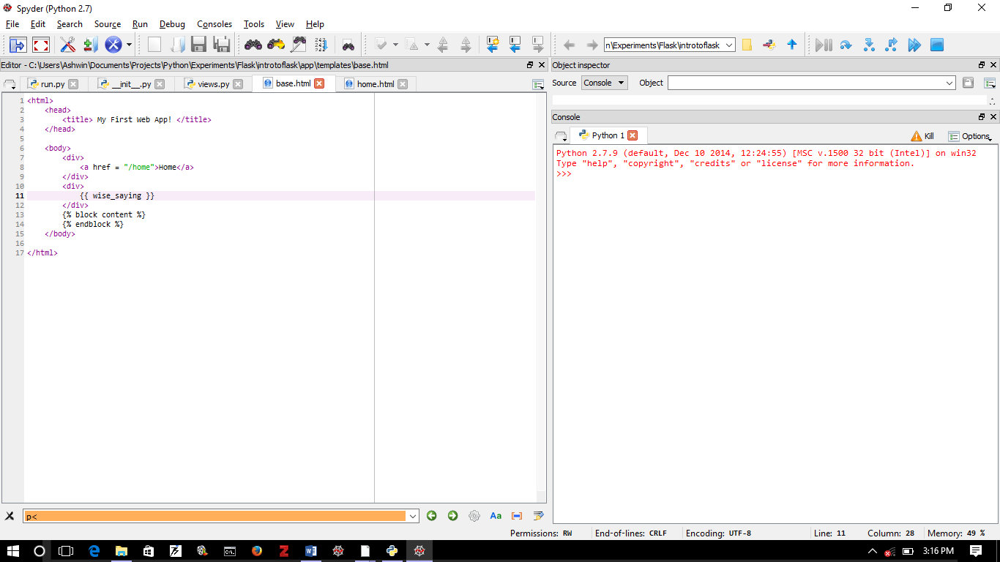 Spyder (Python 2.7)
File Edit Search Source Run Debug Consoles Tools View Help
n\Experiments\Flask\introtoflask
Editor - C:\Users\Ashwin\Documents\Projects\Python\Experiments\Flask\introtoflask\app\templates\base.html
run.py __init__.py views.py base.html home.html
1 <html>
2     <head>
3         <title> My First Web App! </title>
4     </head>
5
6     <body>
7         <div>
8             <a href = "/home">Home</a>
9         </div>
10         <div>
11             {{ wise_saying }}
12         </div>
13         {% block content %}
14         {% endblock %}
15     </body>
16
17 </html>
p<
Aa
Object inspector
Source Console Object
Console
Python 1 Kill Options
Python 2.7.9 (default, Dec 10 2014, 12:24:55) [MSC v.1500 32 bit (Intel)] on win32
Type "help", "copyright", "credits" or "license" for more information.
>>>
Permissions: RW End-of-lines: CRLF Encoding: UTF-8 Line: 11 Column: 28 Memory: 49 %
3:16 PM